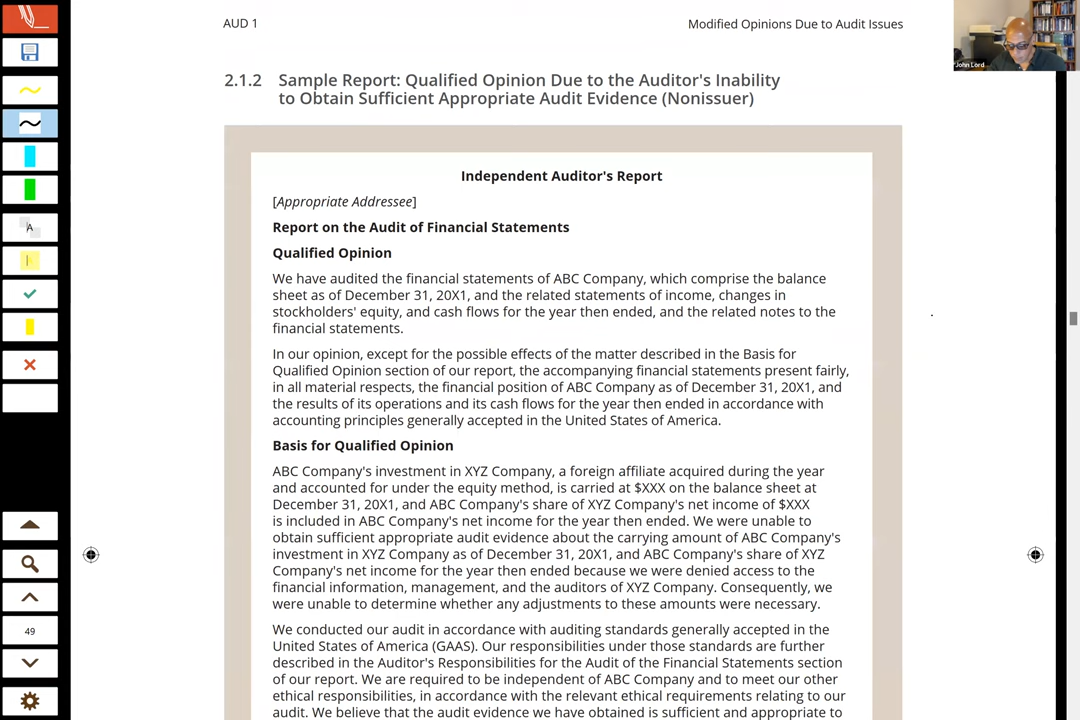 AUD 1
Modified Opinions Due to Audit Issues
John Lord
2.1.2 Sample Report: Qualified Opinion Due to the Auditor's Inability
to Obtain Sufficient Appropriate Audit Evidence (Nonissuer)
Independent Auditor's Report
[Appropriate Addressee]
Report on the Audit of Financial Statements
Qualified Opinion
We have audited the financial statements of ABC Company, which comprise the balance
sheet as of December 31, 20X1, and the related statements of income, changes in
stockholders' equity, and cash flows for the year then ended, and the related notes to the
financial statements.
In our opinion, except for the possible effects of the matter described in the Basis for
Qualified Opinion section of our report, the accompanying financial statements present fairly,
in all material respects, the financial position of ABC Company as of December 31, 20X1, and
the results of its operations and its cash flows for the year then ended in accordance with
accounting principles generally accepted in the United States of America.
Basis for Qualified Opinion
ABC Company's investment in XYZ Company, a foreign affiliate acquired during the year
and accounted for under the equity method, is carried at $XXX on the balance sheet at
December 31, 20X1, and ABC Company's share of XYZ Company's net income of $XXX
is included in ABC Company's net income for the year then ended. We were unable to
obtain sufficient appropriate audit evidence about the carrying amount of ABC Company's
investment in XYZ Company as of December 31, 20X1, and ABC Company's share of XYZ
Company's net income for the year then ended because we were denied access to the
financial information, management, and the auditors of XYZ Company. Consequently, we
were unable to determine whether any adjustments to these amounts were necessary.
We conducted our audit in accordance with auditing standards generally accepted in the
United States of America (GAAS). Our responsibilities under those standards are further
described in the Auditor's Responsibilities for the Audit of the Financial Statements section
of our report. We are required to be independent of ABC Company and to meet our other
ethical responsibilities, in accordance with the relevant ethical requirements relating to our
audit. We believe that the audit evidence we have obtained is sufficient and appropriate to
A
49